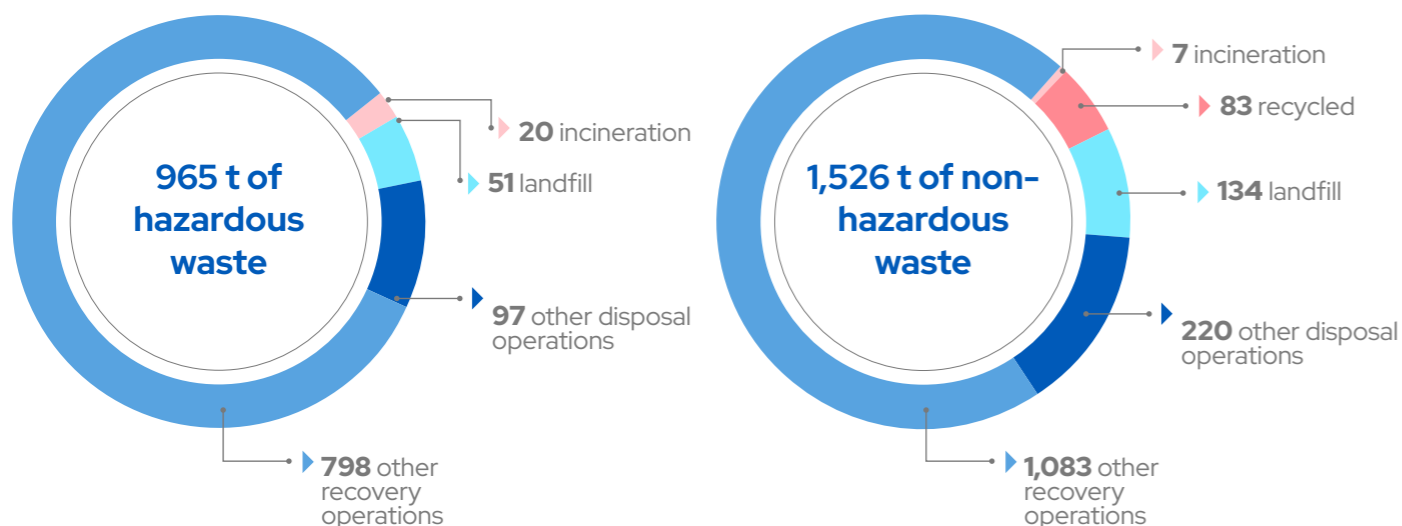 965 t of
hazardous
waste
20 incineration
51 landfill
97 other disposal
operations
798 other
recovery
operations
1,526 t of non-
hazardous
waste
7 incineration
83 recycled
134 landfill
220 other disposal
operations
1,083 other
recovery
operations